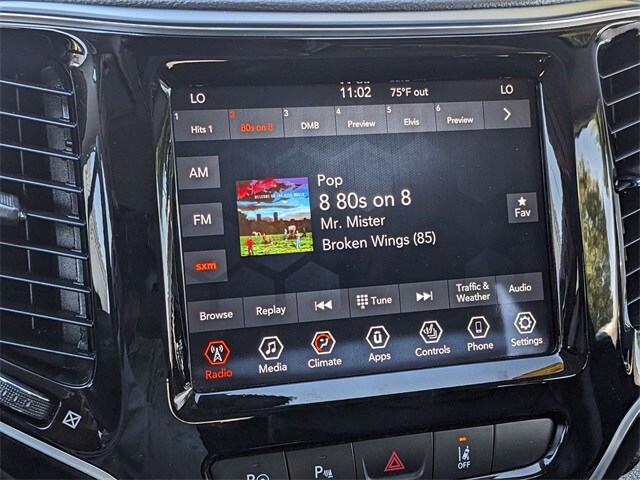 LO 11:02 75°F out LO
1 Hits 1 2 80s on 8 3 DMB 4 Preview 5 Elvis 6 Preview
AM
FM
sxm
Pop
8 80s on 8
Mr. Mister
Broken Wings (85)
Fav
Browse Replay Tune Traffic & Weather Audio
Radio Media Climate Apps Controls Phone Settings
P P
OFF